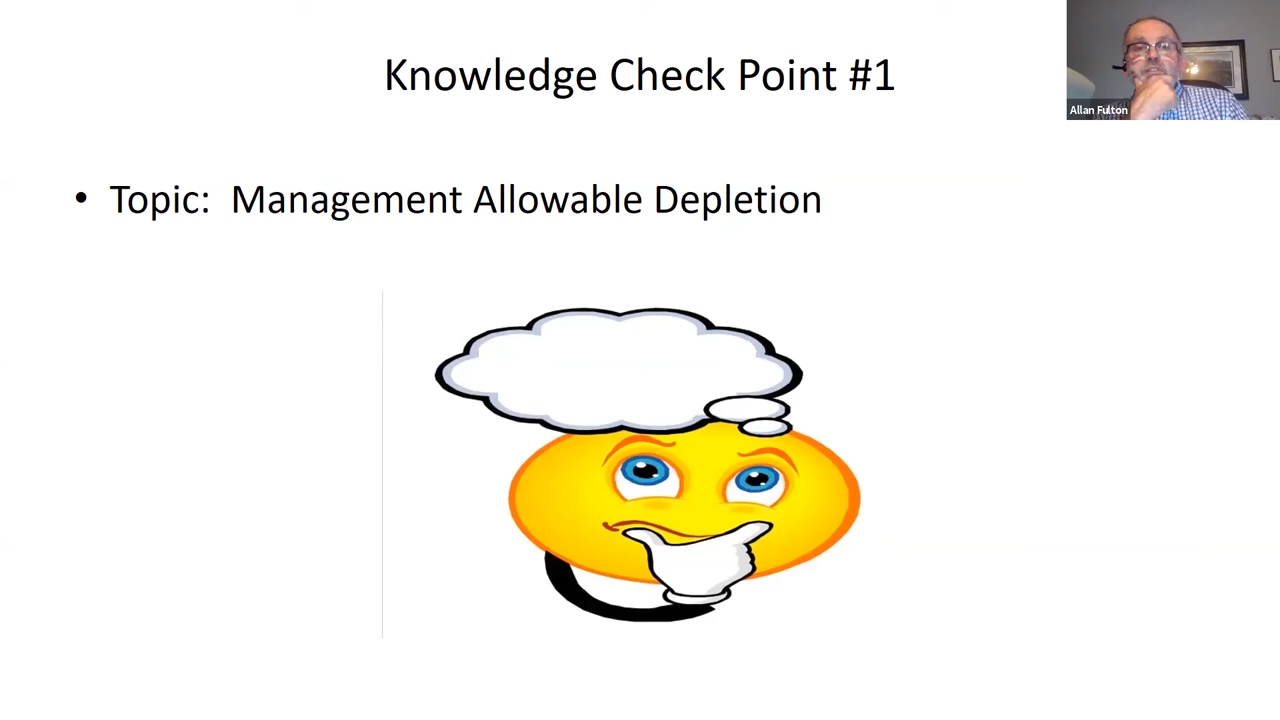 Knowledge Check Point #1
Allan Fulton
• Topic: Management Allowable Depletion